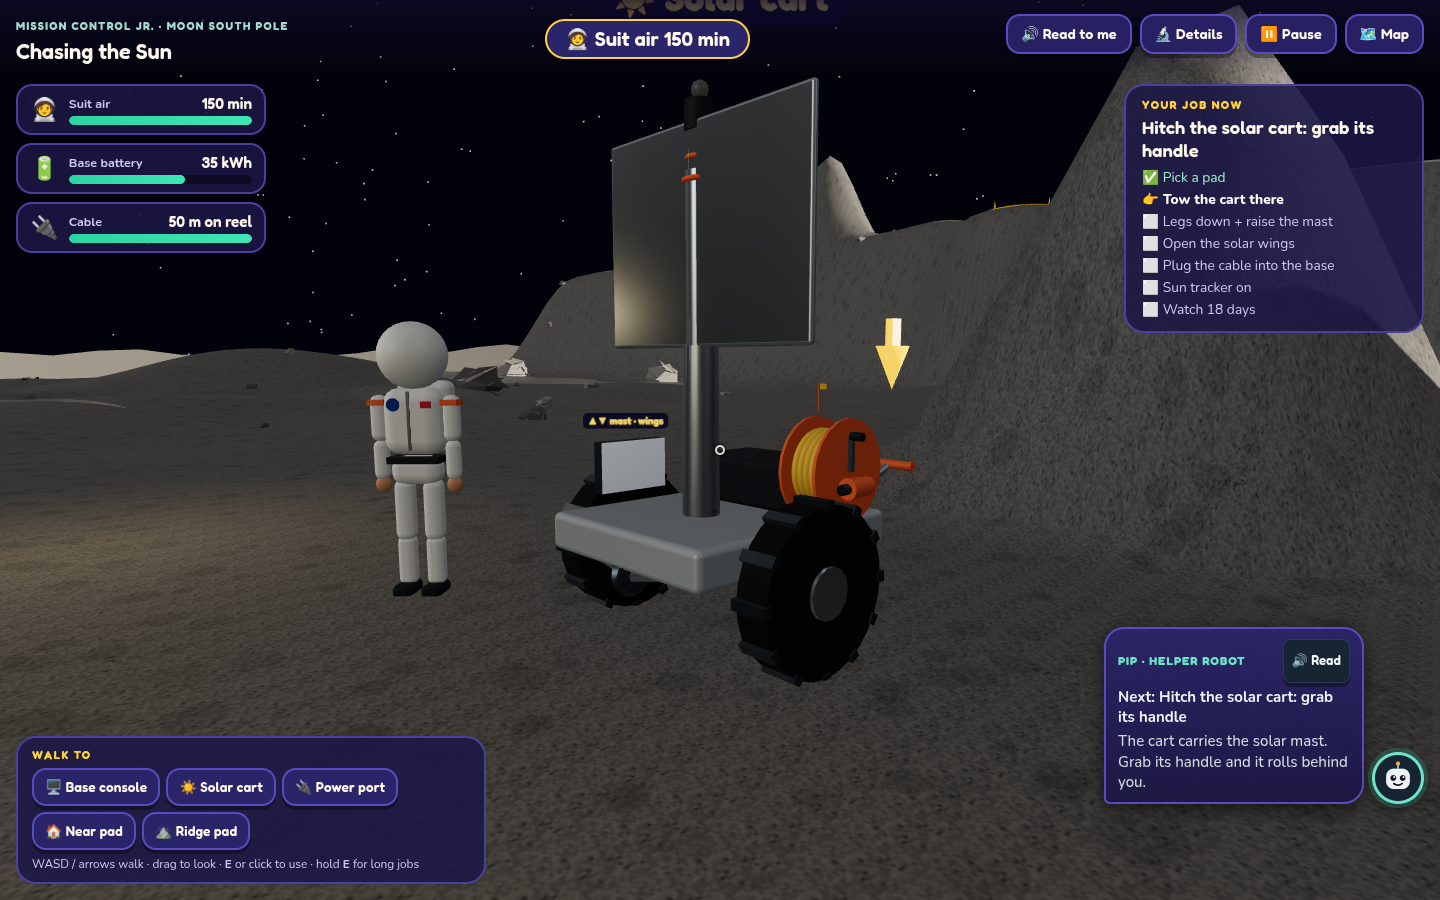 MISSION CONTROL JR. · MOON SOUTH POLE
Chasing the Sun
Solar cart
Suit air 150 min
Read to me
Details
Pause
Map
Suit air 150 min
Base battery 35 kWh
Cable 50 m on reel
YOUR JOB NOW
Hitch the solar cart: grab its
handle
Pick a pad
Tow the cart there
Legs down + raise the mast
Open the solar wings
Plug the cable into the base
Sun tracker on
Watch 18 days
▲▼ mast · wings
PIP · HELPER ROBOT
Read
Next: Hitch the solar cart: grab
its handle
The cart carries the solar mast.
Grab its handle and it rolls behind
you.
WALK TO
Base console
Solar cart
Power port
Near pad
Ridge pad
WASD / arrows walk · drag to look · E or click to use · hold E for long jobs